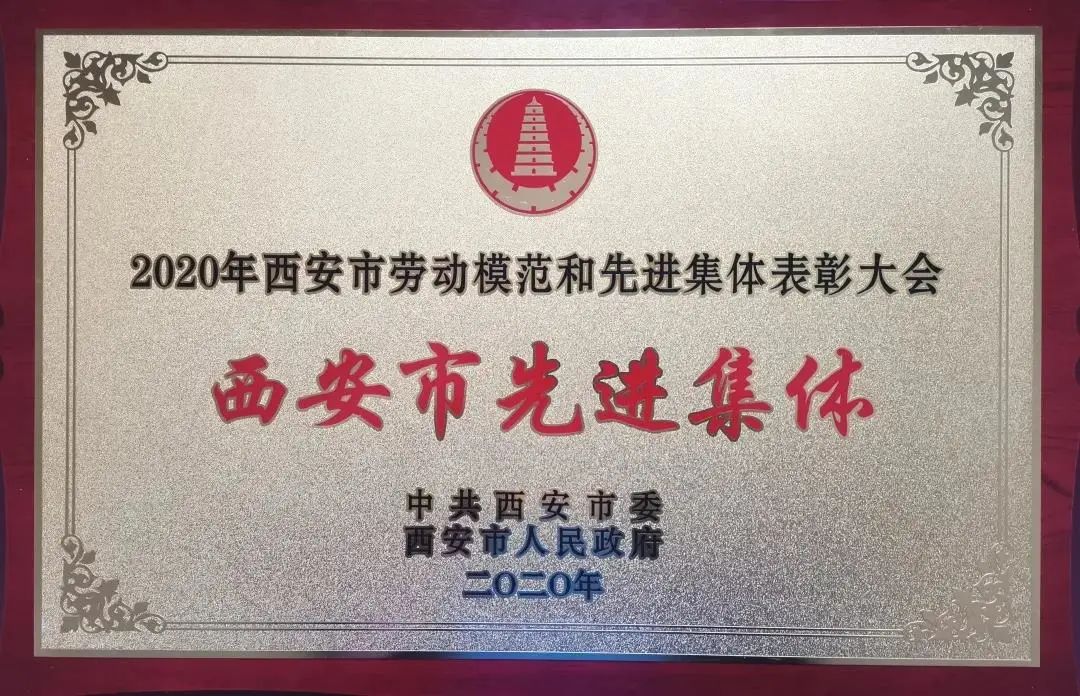 2020年西安市劳动模范和先进集体表彰大会
西安市先进集体
中共西安市委
西安市人民政府
二〇二〇年